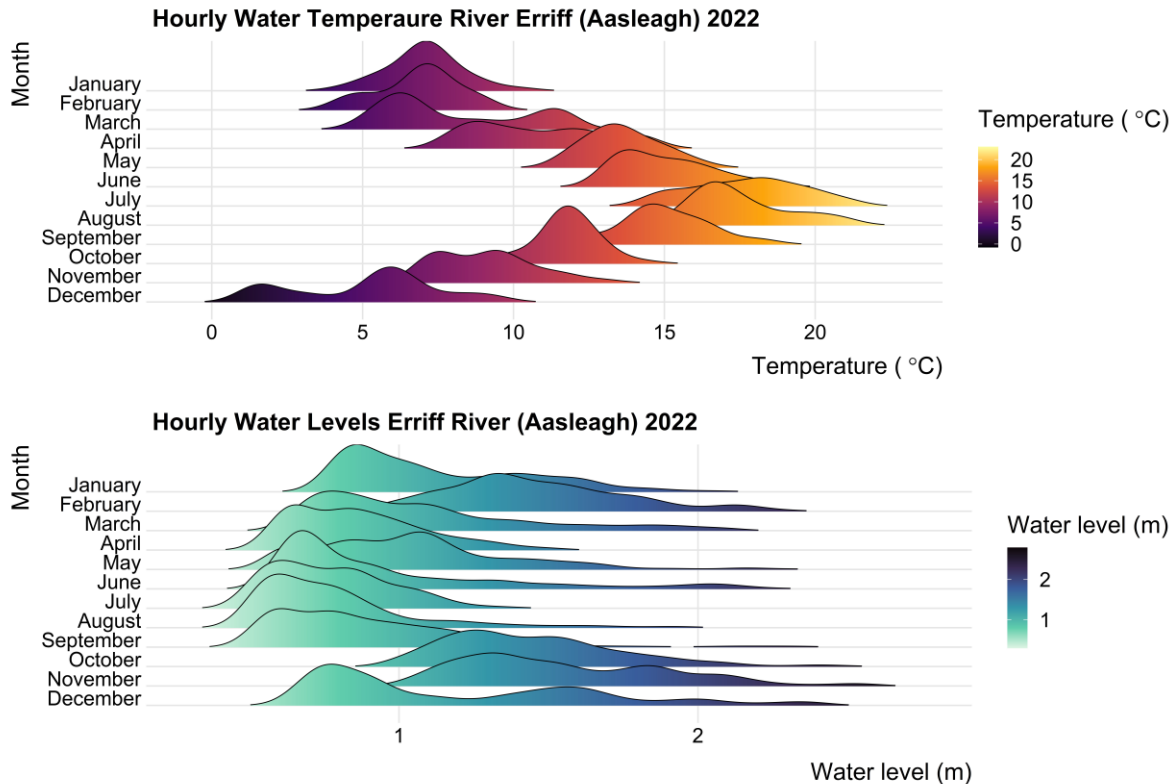 Hourly Water Temperaure River Erriff (Aasleagh) 2022
Month
January
February
March
April
May
June
July
August
September
October
November
December
0 5 10 15 20
Temperature ( °C)
Temperature ( °C)
20
15
10
5
0
Hourly Water Levels Erriff River (Aasleagh) 2022
Month
January
February
March
April
May
June
July
August
September
October
November
December
1 2
Water level (m)
Water level (m)
2
1